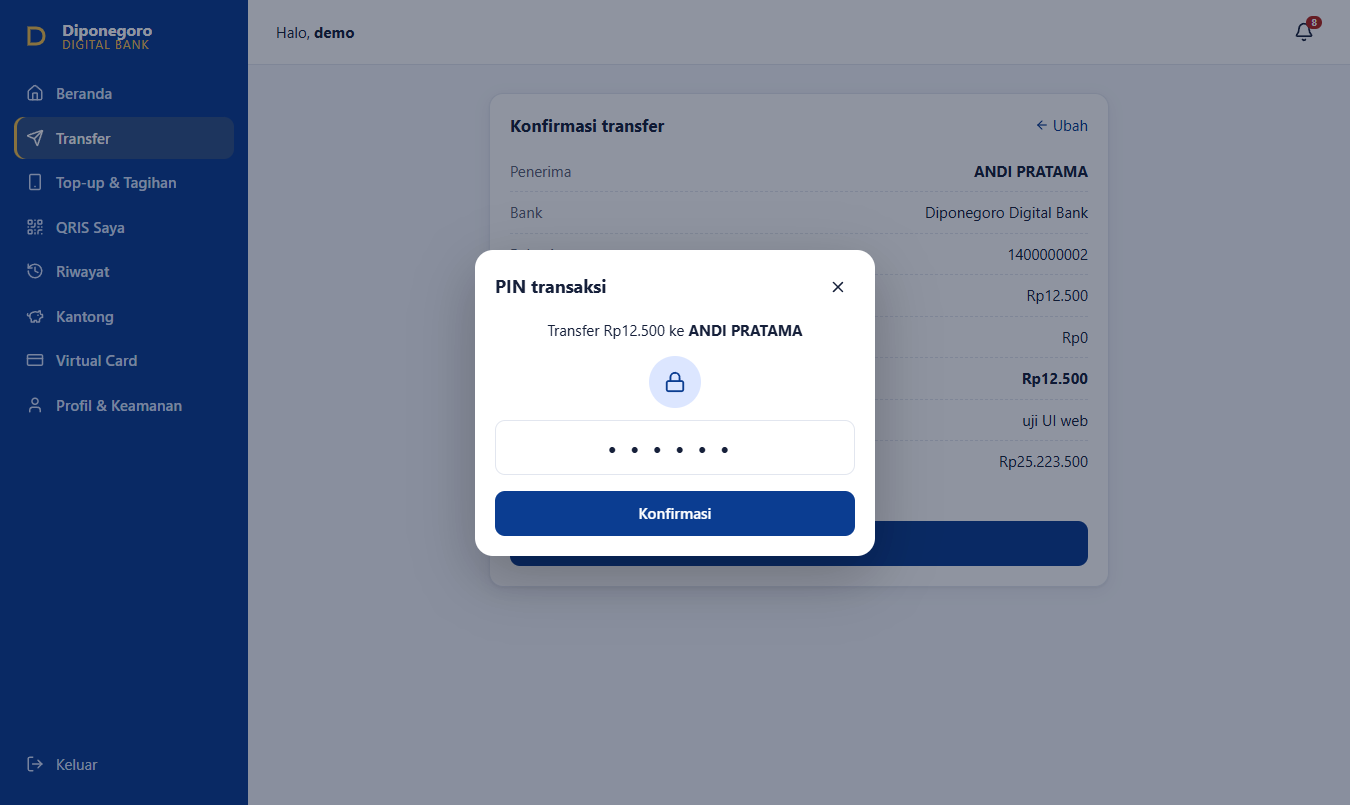 D
Diponegoro
DIGITAL BANK
Beranda
Transfer
Top-up & Tagihan
QRIS Saya
Riwayat
Kantong
Virtual Card
Profil & Keamanan
Keluar
Halo, demo
8
Konfirmasi transfer
Ubah
Penerima
ANDI PRATAMA
Bank
Diponegoro Digital Bank
1400000002
Rp12.500
Rp0
Rp12.500
uji UI web
Rp25.223.500
PIN transaksi
Transfer Rp12.500 ke ANDI PRATAMA
Konfirmasi